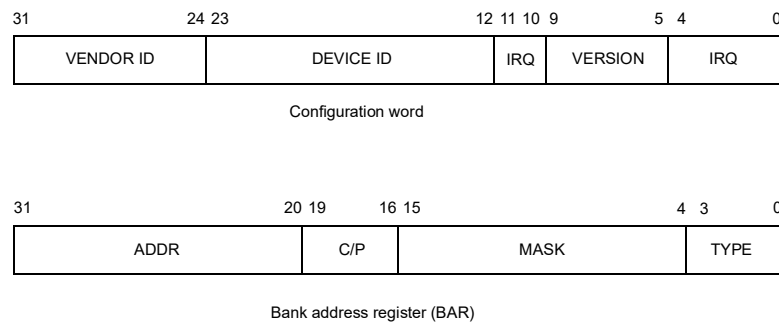 31 24 23 12 11 10 9 5 4 0
VENDOR ID DEVICE ID IRQ VERSION IRQ
Configuration word
31 20 19 16 15 4 3 0
ADDR C/P MASK TYPE
Bank address register (BAR)